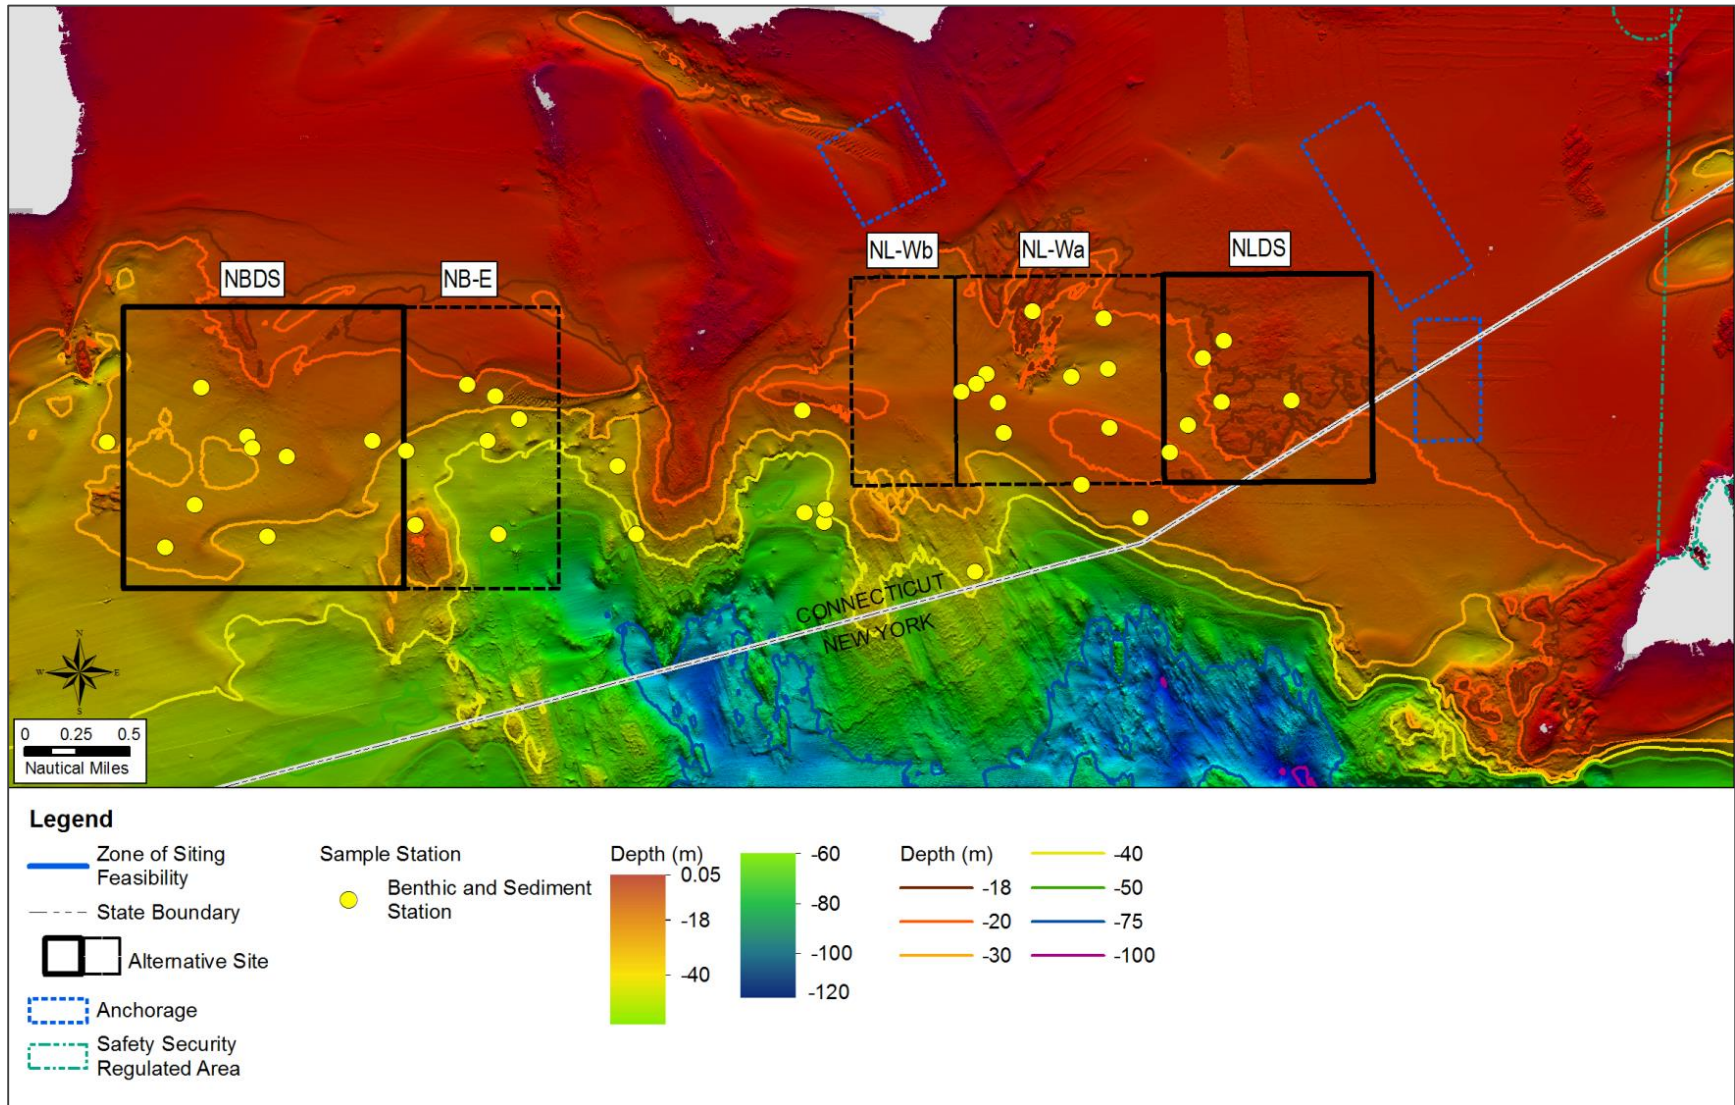 NL-Wb
NL-Wa
NLDS
NBDS
NB-E
CONNECTICUT
NEW YORK
N
W
E
S
0 0.25 0.5
Nautical Miles
Legend
Zone of Siting
Feasibility
State Boundary
Alternative Site
Anchorage
Safety Security
Regulated Area
Sample Station
Benthic and Sediment
Station
Depth (m)
0.05
-18
-40
-60
-80
-100
-120
Depth (m)
-18
-20
-30
-40
-50
-75
-100